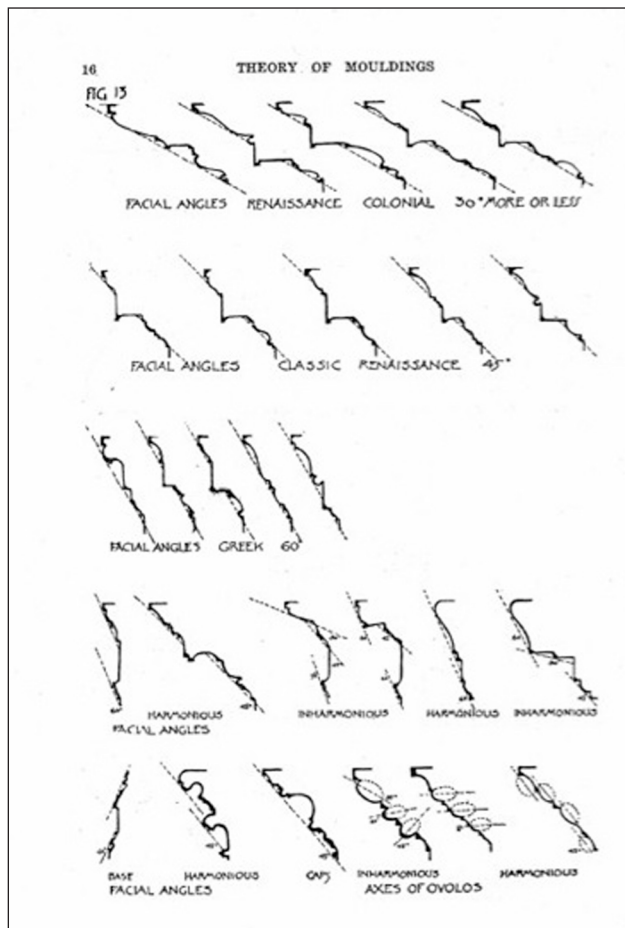 16 THEORY OF MOULDINGS
FIG 13
FACIAL ANGLES RENAISSANCE COLONIAL 30° MORE OR LESS
FACIAL ANGLES CLASSIC RENAISSANCE 45°
FACIAL ANGLES GREEK 60
HARMONIOUS INHARMONIOUS HARMONIOUS INHARMONIOUS
FACIAL ANGLES
BASE HARMONIOUS CAPS INHARMONIOUS HARMONIOUS
FACIAL ANGLES AXES OF OVOLOS